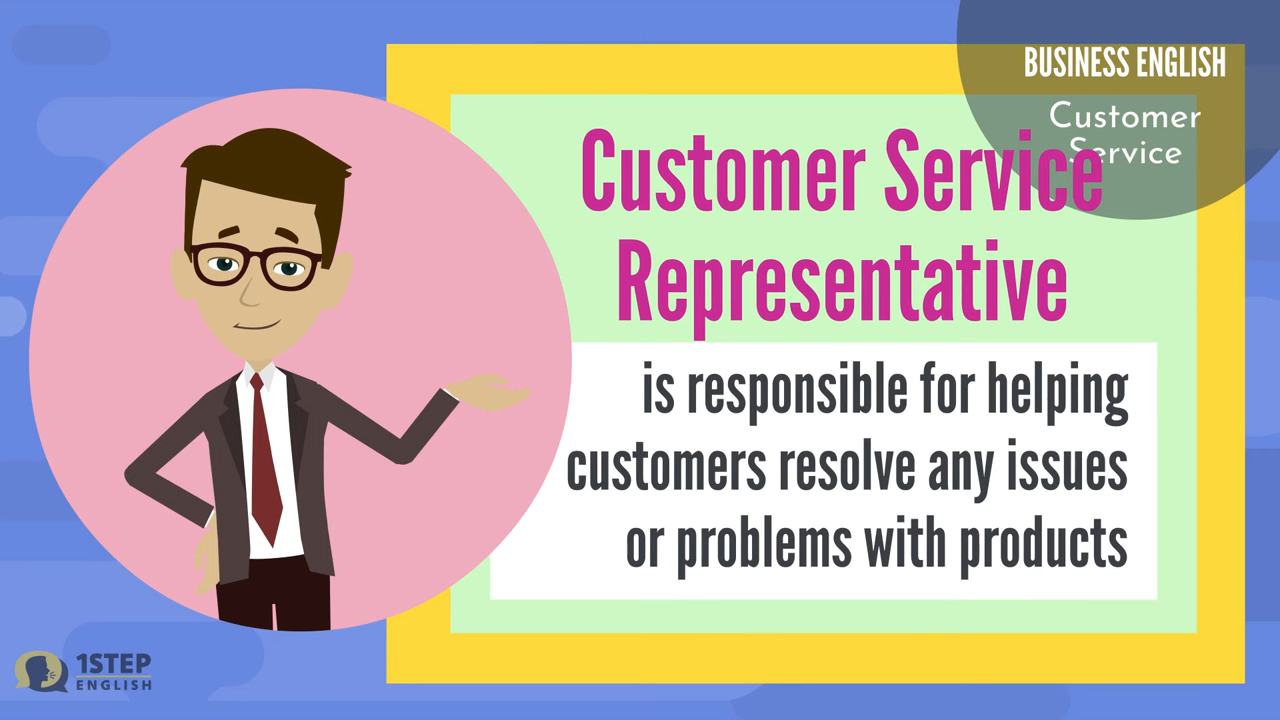 BUSINESS ENGLISH
Customer
Service
Customer Service
Representative
is responsible for helping
customers resolve any issues
or problems with products
1STEP
ENGLISH